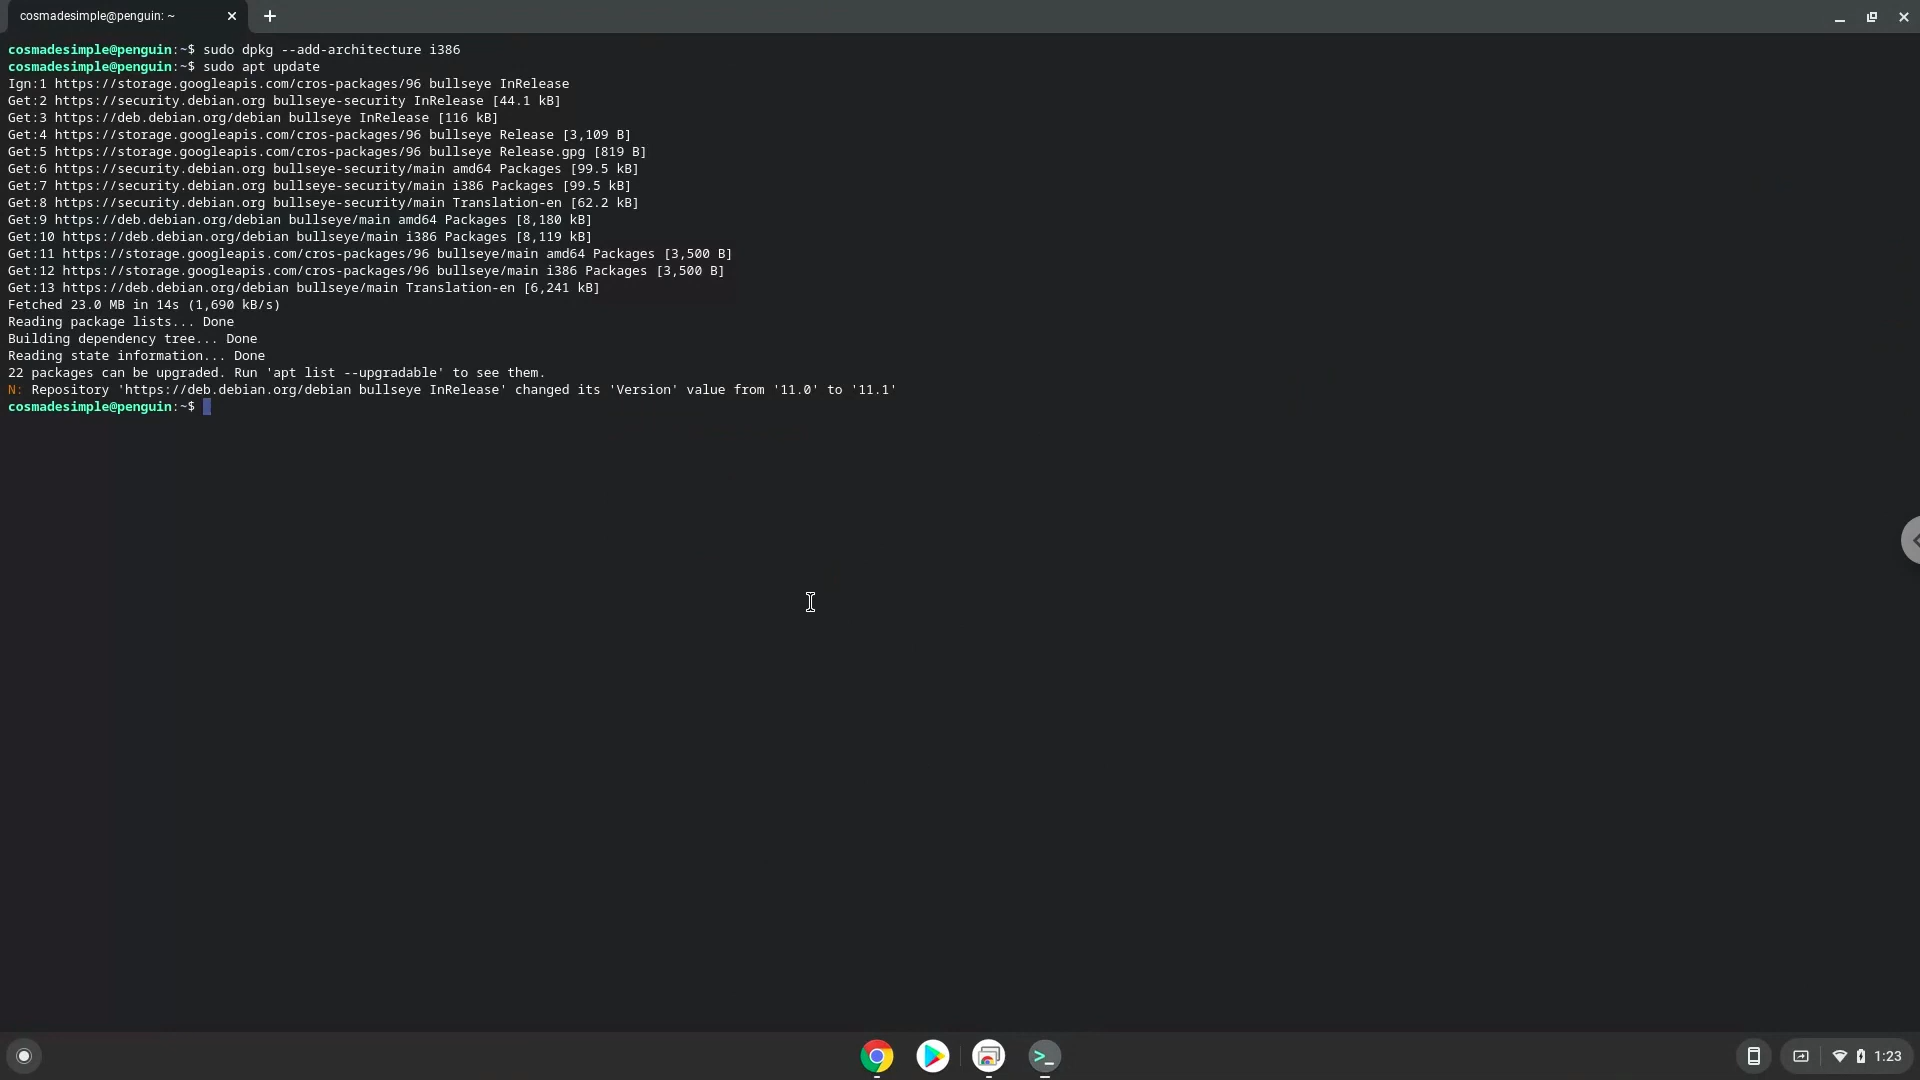 cosmadesimple@penguin: ~
cosmadesimple@penguin:~$ sudo dpkg --add-architecture i386
cosmadesimple@penguin:~$ sudo apt update
Ign:1 https://storage.googleapis.com/cros-packages/96 bullseye InRelease
Get:2 https://security.debian.org bullseye-security InRelease [44.1 kB]
Get:3 https://deb.debian.org/debian bullseye InRelease [116 kB]
Get:4 https://storage.googleapis.com/cros-packages/96 bullseye Release [3,109 B]
Get:5 https://storage.googleapis.com/cros-packages/96 bullseye Release.gpg [819 B]
Get:6 https://security.debian.org bullseye-security/main amd64 Packages [99.5 kB]
Get:7 https://security.debian.org bullseye-security/main i386 Packages [99.5 kB]
Get:8 https://security.debian.org bullseye-security/main Translation-en [62.2 kB]
Get:9 https://deb.debian.org/debian bullseye/main amd64 Packages [8,180 kB]
Get:10 https://deb.debian.org/debian bullseye/main i386 Packages [8,119 kB]
Get:11 https://storage.googleapis.com/cros-packages/96 bullseye/main amd64 Packages [3,500 B]
Get:12 https://storage.googleapis.com/cros-packages/96 bullseye/main i386 Packages [3,500 B]
Get:13 https://deb.debian.org/debian bullseye/main Translation-en [6,241 kB]
Fetched 23.0 MB in 14s (1,690 kB/s)
Reading package lists... Done
Building dependency tree... Done
Reading state information... Done
22 packages can be upgraded. Run 'apt list --upgradable' to see them.
N: Repository 'https://deb.debian.org/debian bullseye InRelease' changed its 'Version' value from '11.0' to '11.1'
cosmadesimple@penguin:~$
1:23